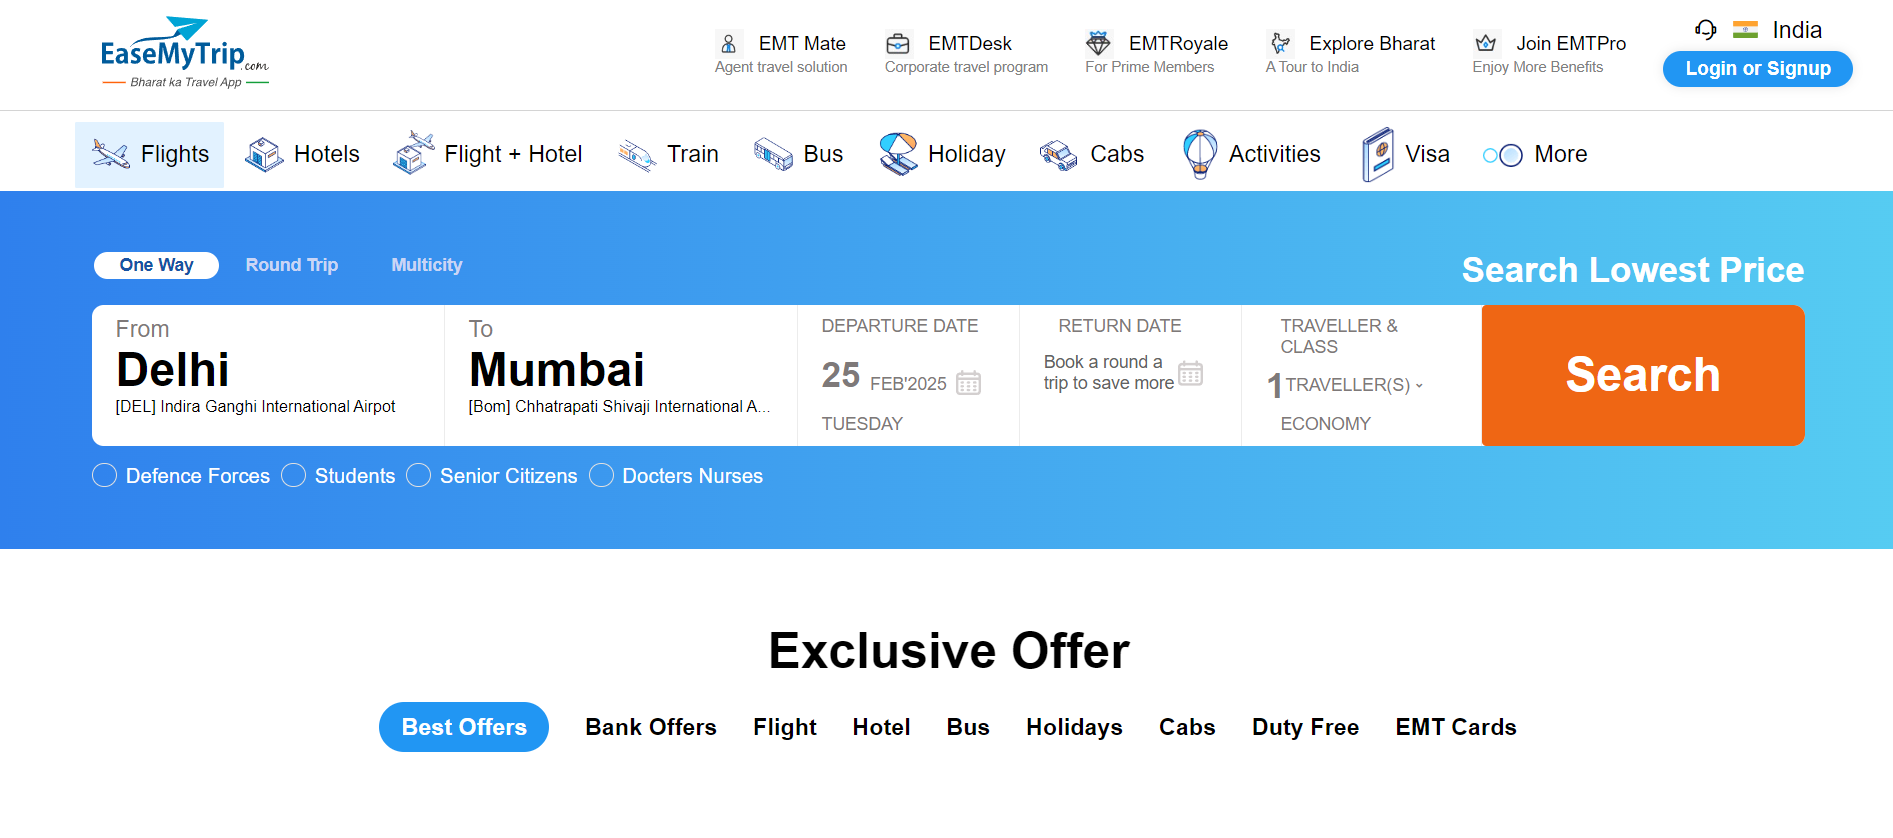 EaseMyTrip.com
Bharat ka Travel App
EMT Mate
Agent travel solution
EMTDesk
Corporate travel program
EMTRoyale
For Prime Members
Explore Bharat
A Tour to India
Join EMTPro
Enjoy More Benefits
India
Login or Signup
Flights
Hotels
Flight + Hotel
Train
Bus
Holiday
Cabs
Activities
Visa
More
One Way
Round Trip
Multicity
Search Lowest Price
From
Delhi
[DEL] Indira Ganghi International Airpot
To
Mumbai
[Bom] Chhatrapati Shivaji International A...
DEPARTURE DATE
25 FEB'2025
TUESDAY
RETURN DATE
Book a round a
trip to save more
TRAVELLER &
CLASS
1 TRAVELLER(S)
ECONOMY
Search
Defence Forces
Students
Senior Citizens
Docters Nurses
Exclusive Offer
Best Offers
Bank Offers
Flight
Hotel
Bus
Holidays
Cabs
Duty Free
EMT Cards